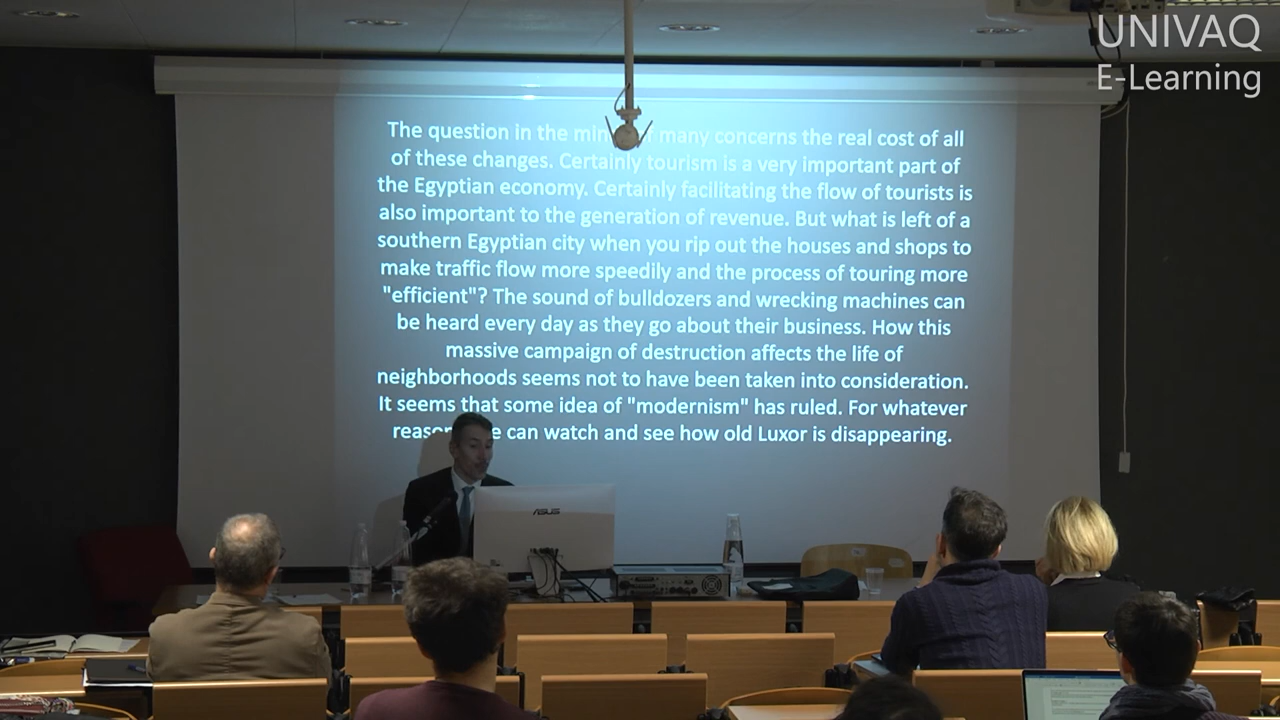 UNIVAQ
E-Learning
The question in the many concerns the real cost of all
of these changes. Certainly tourism is a very important part of
the Egyptian economy. Certainly facilitating the flow of tourists is
also important to the generation of revenue. But what is left of a
southern Egyptian city when you rip out the houses and shops to
make traffic flow more speedily and the process of touring more
"efficient"? The sound of bulldozers and wrecking machines can
be heard every day as they go about their business. How this
massive campaign of destruction affects the life of
neighborhoods seems not to have been taken into consideration.
It seems that some idea of "modernism" has ruled. For whatever
can watch and see how old Luxor is disappearing.
ASUS